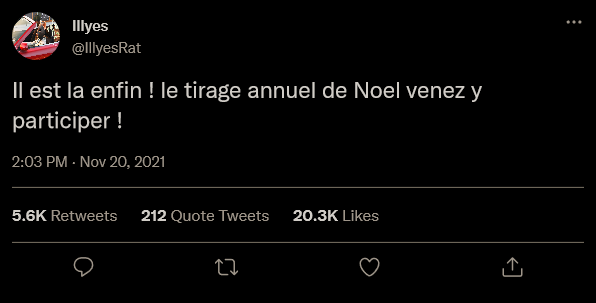 Illyes
@IllyesRat
Il est la enfin ! le tirage annuel de Noel venez y
participer !
2:03 PM · Nov 20, 2021
5.6K Retweets 212 Quote Tweets 20.3K Likes